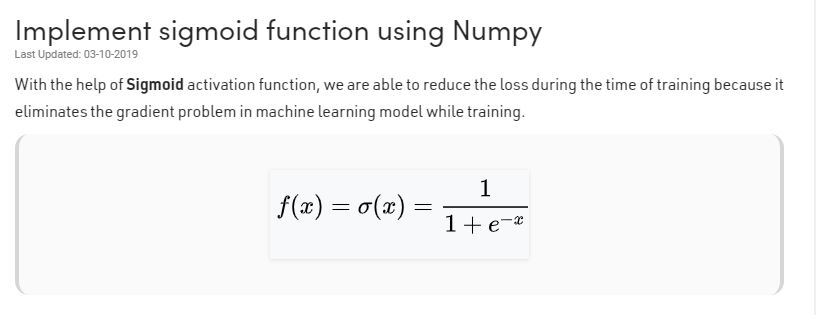 Implement sigmoid function using Numpy
Last Updated: 03-10-2019
With the help of Sigmoid activation function, we are able to reduce the loss during the time of training because it
eliminates the gradient problem in machine learning model while training.
f(x) = σ(x) = 1 / (1 + e^{-x})